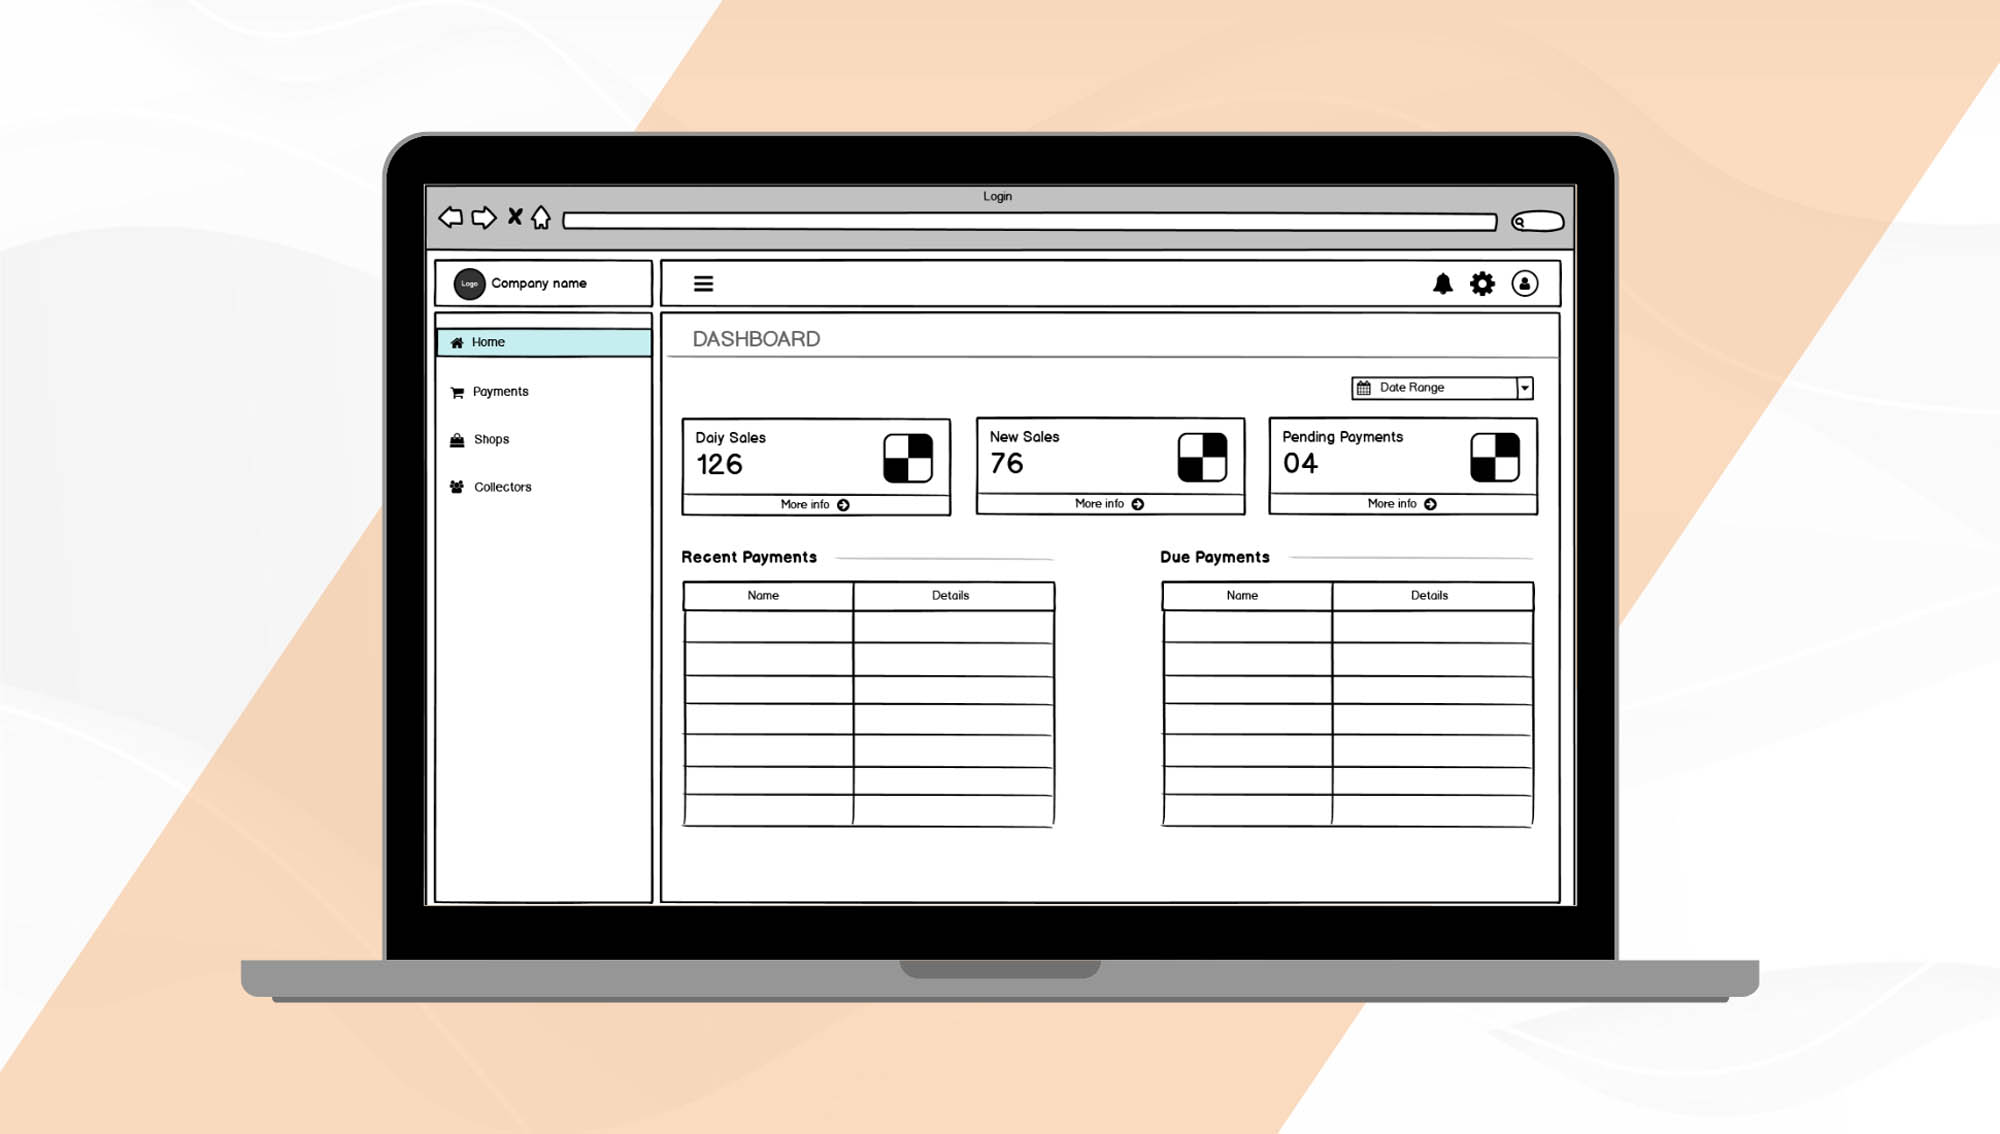 Login
Logo Company name
Home
Payments
Shops
Collectors
DASHBOARD
Date Range
Daiy Sales
126
More info
New Sales
76
More info
Pending Payments
04
More info
Recent Payments
Name Details
Due Payments
Name Details